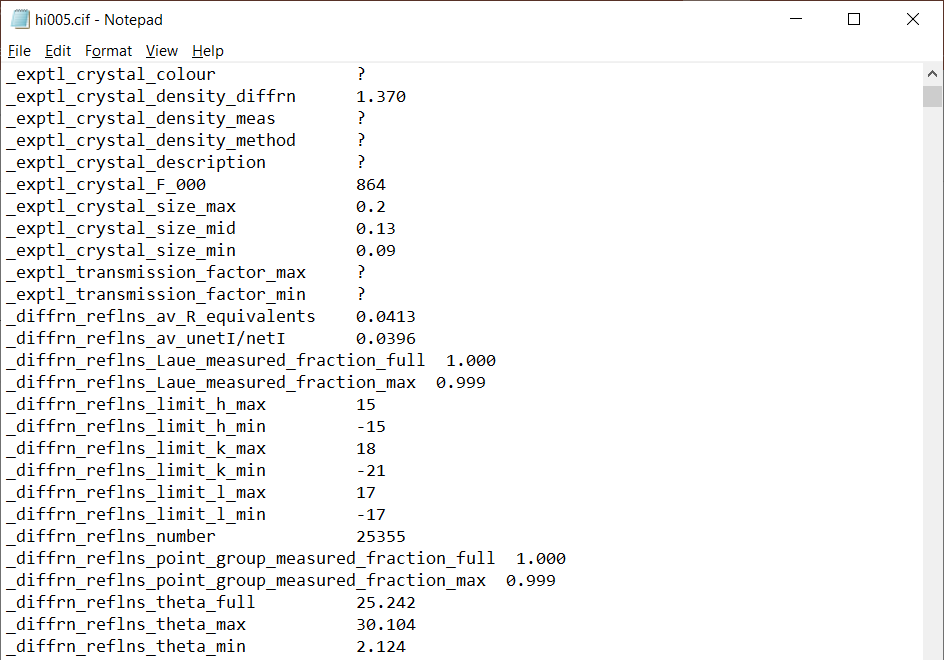 hi005.cif - Notepad
File Edit Format View Help
_exptl_crystal_colour ?
_exptl_crystal_density_diffrn 1.370
_exptl_crystal_density_meas ?
_exptl_crystal_density_method ?
_exptl_crystal_description ?
_exptl_crystal_F_000 864
_exptl_crystal_size_max 0.2
_exptl_crystal_size_mid 0.13
_exptl_crystal_size_min 0.09
_exptl_transmission_factor_max ?
_exptl_transmission_factor_min ?
_diffrn_reflns_av_R_equivalents 0.0413
_diffrn_reflns_av_unetI/netI 0.0396
_diffrn_reflns_Laue_measured_fraction_full 1.000
_diffrn_reflns_Laue_measured_fraction_max 0.999
_diffrn_reflns_limit_h_max 15
_diffrn_reflns_limit_h_min -15
_diffrn_reflns_limit_k_max 18
_diffrn_reflns_limit_k_min -21
_diffrn_reflns_limit_l_max 17
_diffrn_reflns_limit_l_min -17
_diffrn_reflns_number 25355
_diffrn_reflns_point_group_measured_fraction_full 1.000
_diffrn_reflns_point_group_measured_fraction_max 0.999
_diffrn_reflns_theta_full 25.242
_diffrn_reflns_theta_max 30.104
_diffrn_reflns_theta_min 2.124